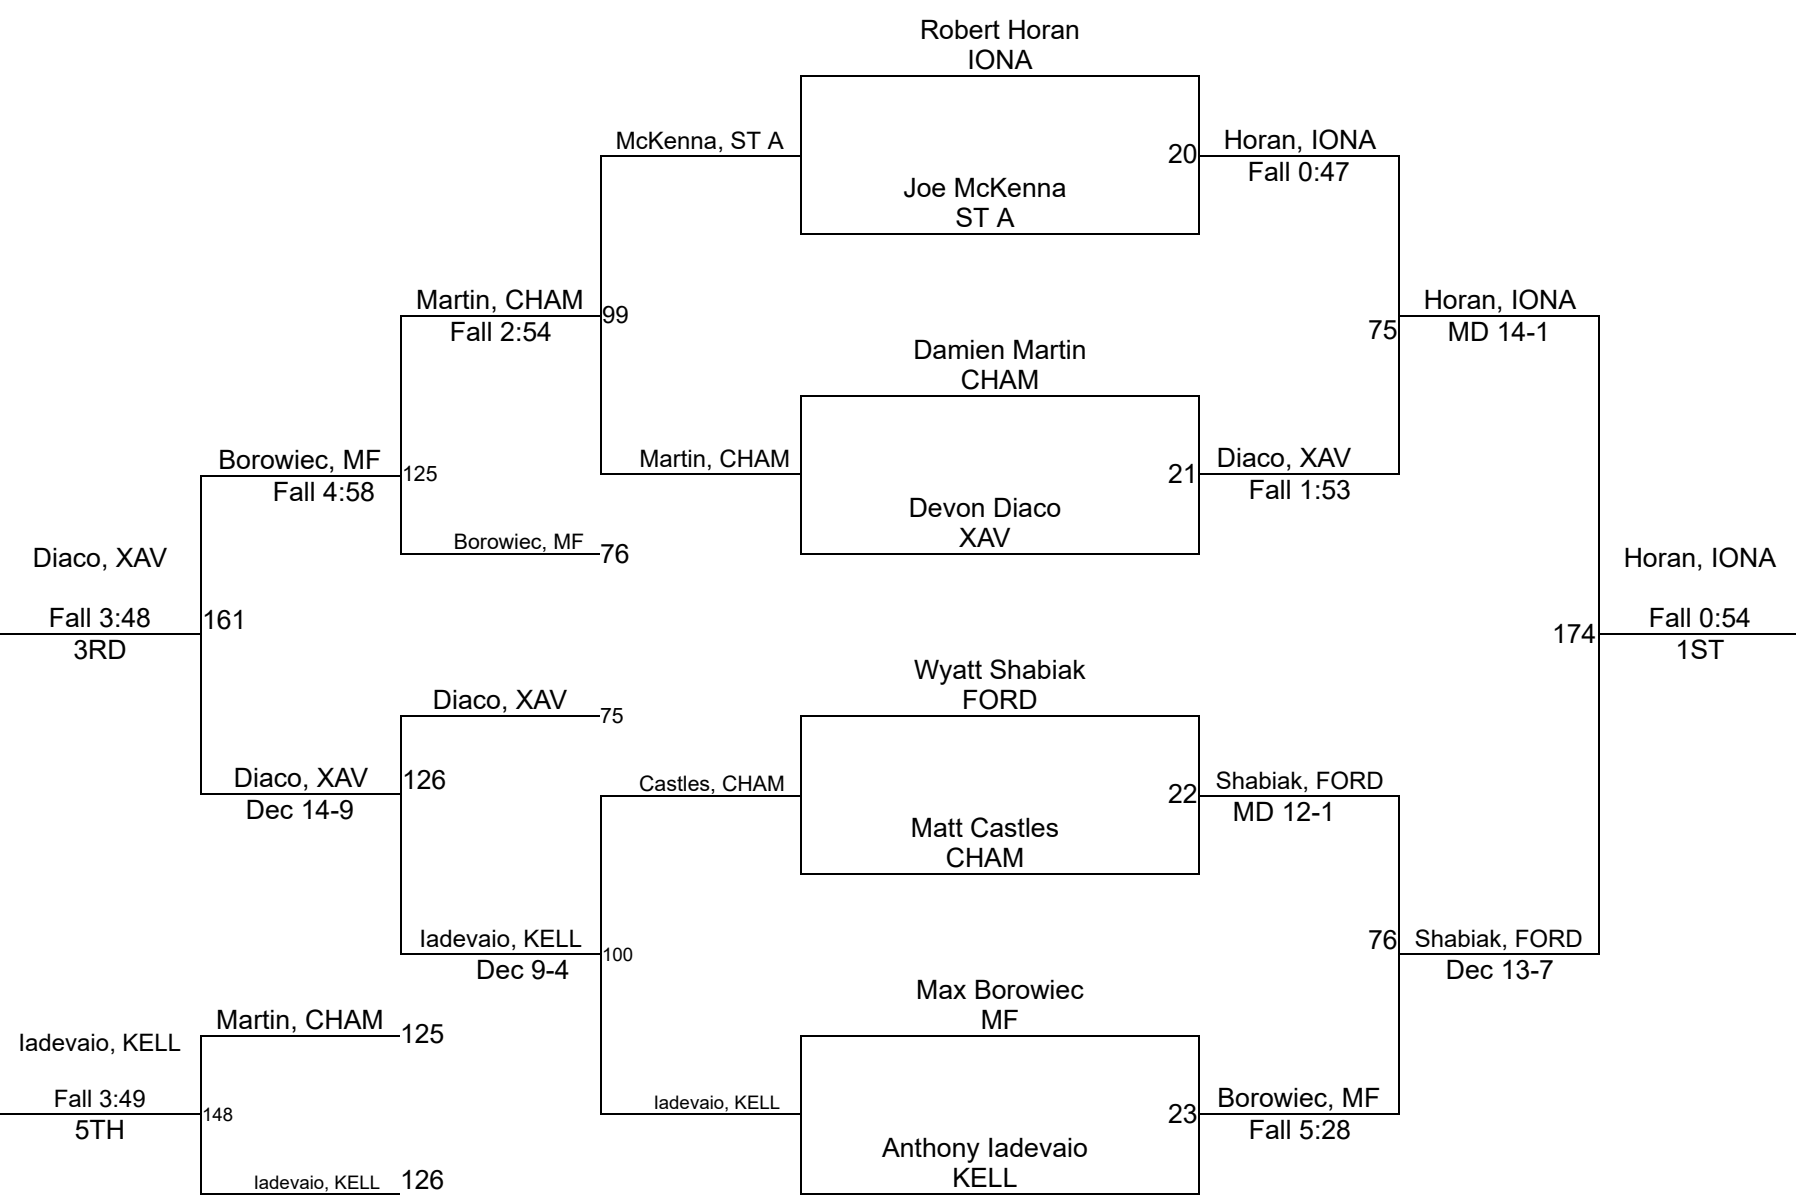 Robert Horan
IONA
McKenna, ST A
20
Horan, IONA
Fall 0:47
Joe McKenna
ST A
Martin, CHAM
Fall 2:54
99
75
Horan, IONA
MD 14-1
Damien Martin
CHAM
Borowiec, MF
Fall 4:58
125
Martin, CHAM
21
Diaco, XAV
Fall 1:53
Devon Diaco
XAV
Borowiec, MF
76
Diaco, XAV
Fall 3:48
3RD
161
Horan, IONA
174
Fall 0:54
1ST
Wyatt Shabiak
FORD
Diaco, XAV
75
Diaco, XAV
Dec 14-9
126
Castles, CHAM
22
Shabiak, FORD
MD 12-1
Matt Castles
CHAM
Iadevaio, KELL
Dec 9-4
100
76
Shabiak, FORD
Dec 13-7
Max Borowiec
MF
Martin, CHAM
125
Iadevaio, KELL
Fall 3:49
5TH
148
Iadevaio, KELL
23
Borowiec, MF
Fall 5:28
Anthony Iadevaio
KELL
Iadevaio, KELL
126